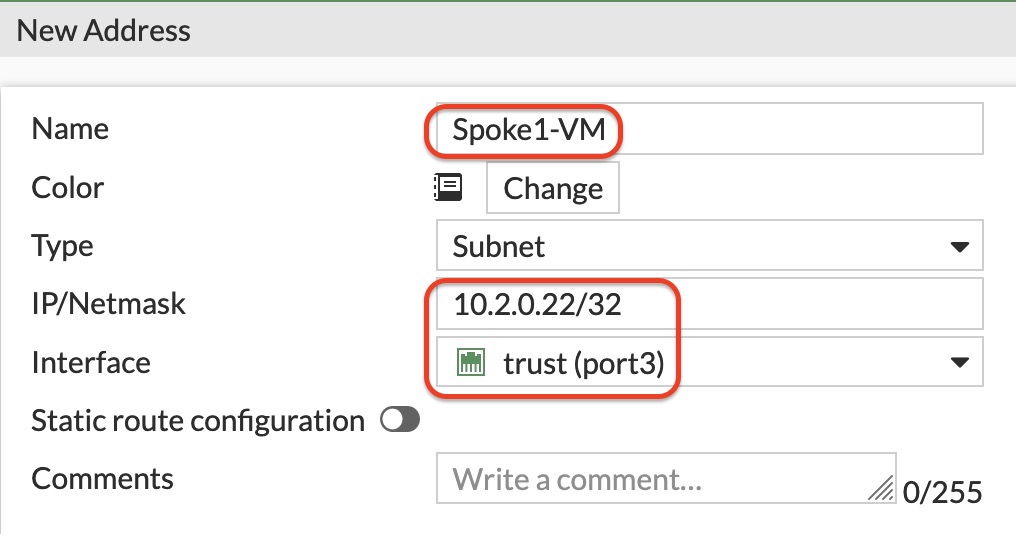 New Address
Name Spoke1-VM
Color Change
Type Subnet
IP/Netmask 10.2.0.22/32
Interface trust (port3)
Static route configuration
Comments Write a comment... 0/255